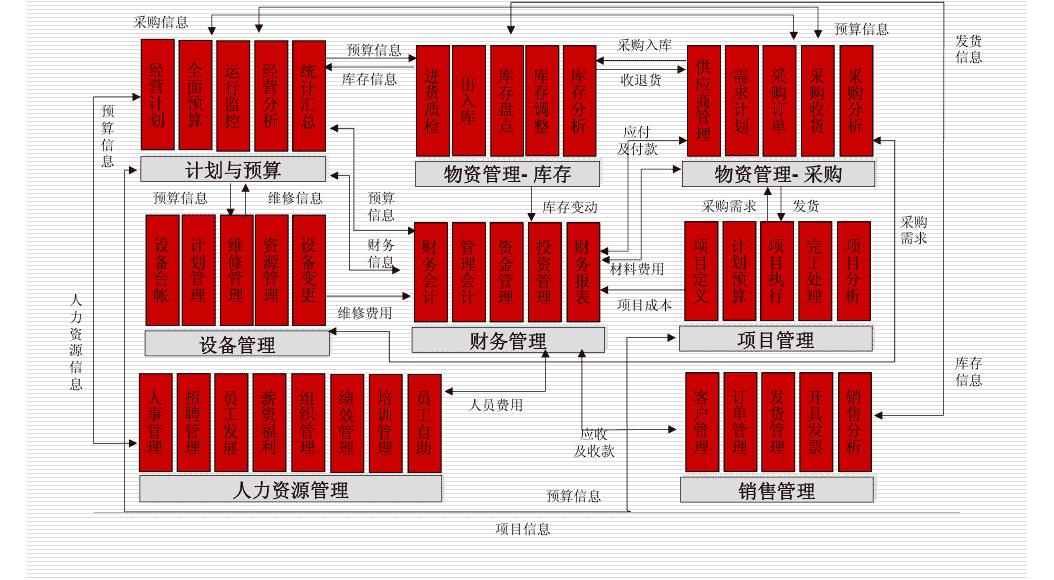 采购信息
预算信息
发货
信息
预算信息
库存信息
采购入库
收退货
经营计划
全面预算
运行监控
经营分析
统计汇总
计划与预算
进货质检
出入库
库存盘点
库存调整
库存分析
物资管理- 库存
供应商管理
需求计划
采购订单
采购收货
采购分析
物资管理- 采购
预算信息
应付
及付款
预算信息
维修信息
预算
信息
库存变动
采购需求
发货
采购
需求
财务
信息
设备台帐
计划管理
维修管理
资源管理
设备变更
设备管理
财务会计
管理会计
资金管理
投资管理
财务报表
财务管理
材料费用
项目成本
项目定义
计划预算
项目执行
完工处理
项目分析
项目管理
维修费用
人力资源信息
库存
信息
人事管理
招聘管理
员工发展
薪资福利
组织管理
绩效管理
培训管理
员工自助
人力资源管理
人员费用
应收
及收款
客户管理
订单管理
发货管理
开具发票
销售分析
销售管理
预算信息
项目信息